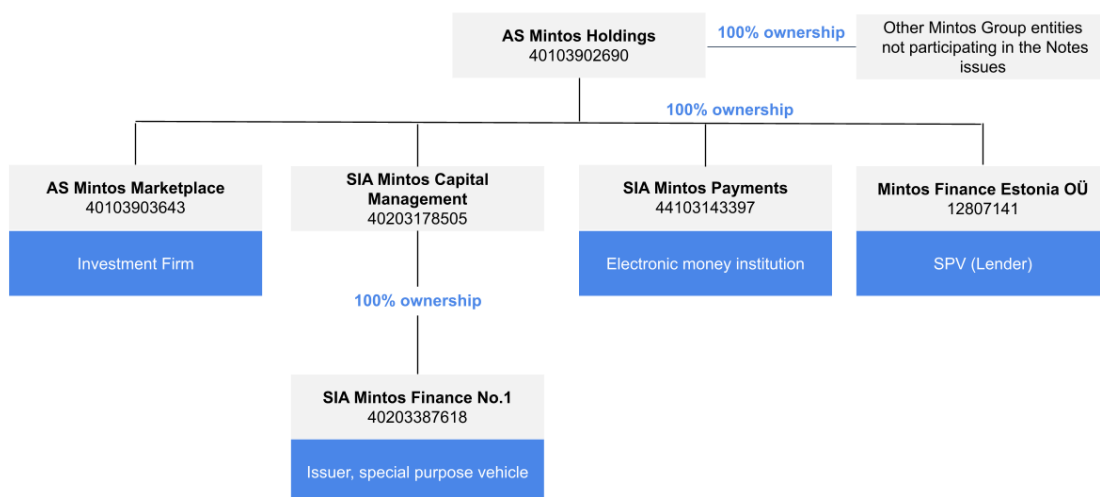 AS Mintos Holdings
40103902690
100% ownership
Other Mintos Group entities
not participating in the Notes
issues
100% ownership
AS Mintos Marketplace
40103903643
Investment Firm
SIA Mintos Capital
Management
40203178505
SIA Mintos Payments
44103143397
Electronic money institution
Mintos Finance Estonia OÜ
12807141
SPV (Lender)
100% ownership
SIA Mintos Finance No.1
40203387618
Issuer, special purpose vehicle